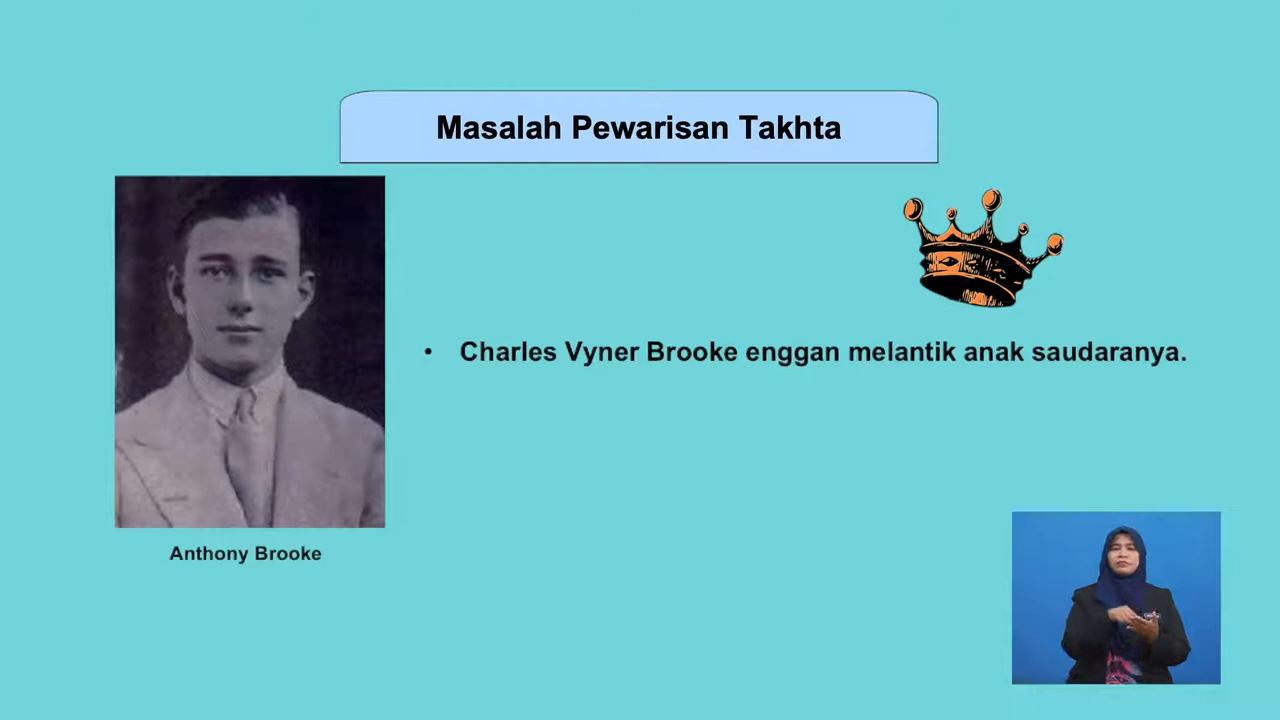 Masalah Pewarisan Takhta
• Charles Vyner Brooke enggan melantik anak saudaranya.
Anthony Brooke